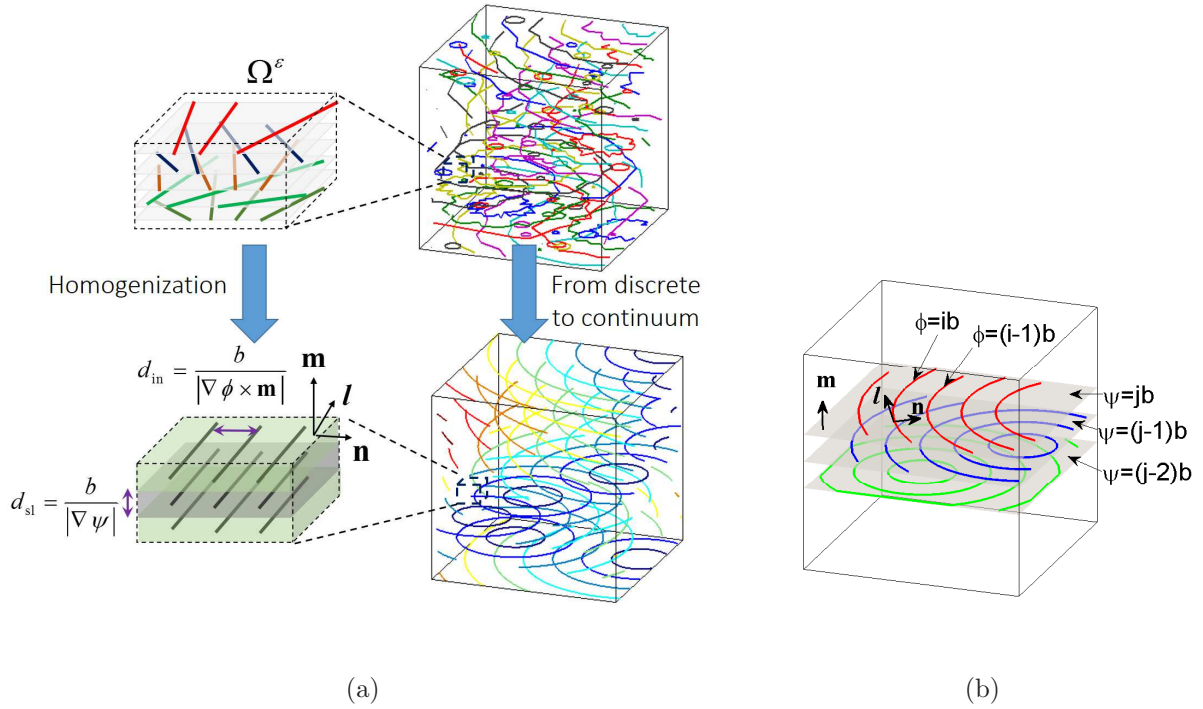 Ω^ε
Homogenization
From discrete
to continuum
d_in = b / |∇ϕ × m|
m
l
n
d_sl = b / |∇ψ|
(a)
ϕ=ib
ϕ=(i-1)b
m
l
n
ψ=jb
ψ=(j-1)b
ψ=(j-2)b
(b)